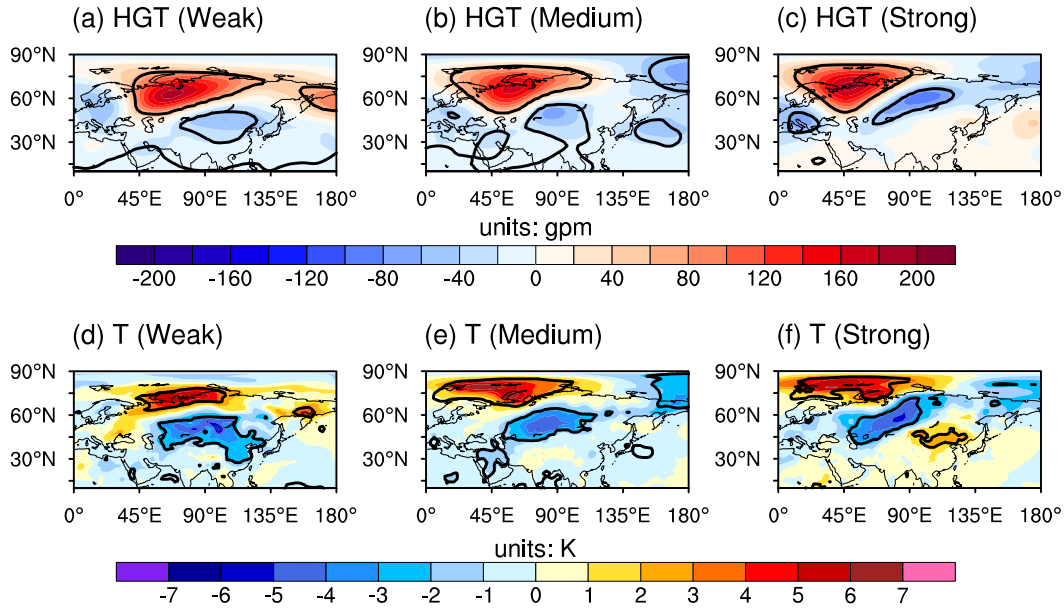 (a) HGT (Weak) (b) HGT (Medium) (c) HGT (Strong)
90°N 90°N 90°N
60°N 60°N 60°N
30°N 30°N 30°N
0° 45°E 90°E 135°E 180° 0° 45°E 90°E 135°E 180° 0° 45°E 90°E 135°E 180°
units: gpm
-200 -160 -120 -80 -40 0 40 80 120 160 200
(d) T (Weak) (e) T (Medium) (f) T (Strong)
90°N 90°N 90°N
60°N 60°N 60°N
30°N 30°N 30°N
0° 45°E 90°E 135°E 180° 0° 45°E 90°E 135°E 180° 0° 45°E 90°E 135°E 180°
units: K
-7 -6 -5 -4 -3 -2 -1 0 1 2 3 4 5 6 7